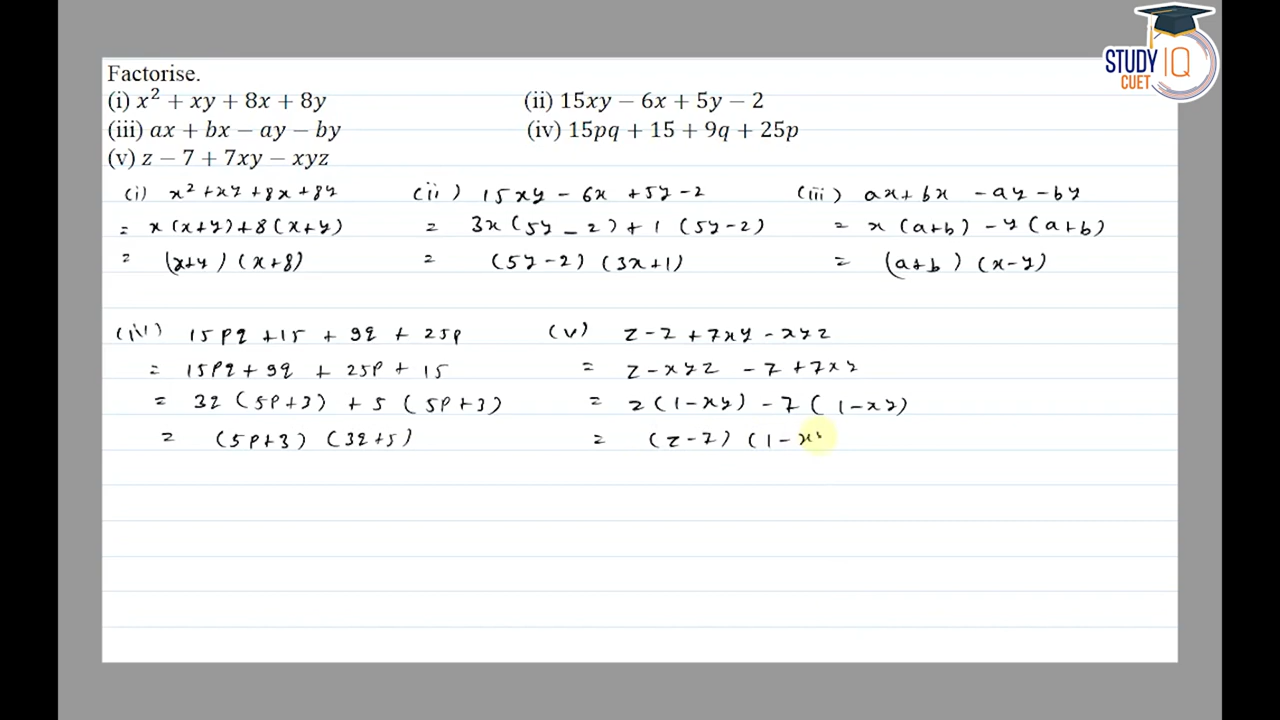 STUDY IQ
CUET
Factorise.
(i) x² + xy + 8x + 8y
(ii) 15xy − 6x + 5y − 2
(iii) ax + bx − ay − by
(iv) 15pq + 15 + 9q + 25p
(v) z − 7 + 7xy − xyz
(i) x² + xy + 8x + 8y
= x(x+y) + 8(x+y)
= (x+y) (x+8)
(ii) 15xy − 6x + 5y − 2
= 3x(5y − 2) + 1 (5y−2)
= (5y−2) (3x+1)
(iii) ax + bx − ay − by
= x (a+b) − y (a+b)
= (a+b) (x−y)
(iv) 15pq + 15 + 9q + 25p
= 15pq + 9q + 25p + 15
= 3q (5p+3) + 5 (5p+3)
= (5p+3) (3q+5)
(v) z − 7 + 7xy − xyz
= z − xyz − 7 + 7xy
= z(1−xy) − 7 (1−xy)
= (z−7) (1−x